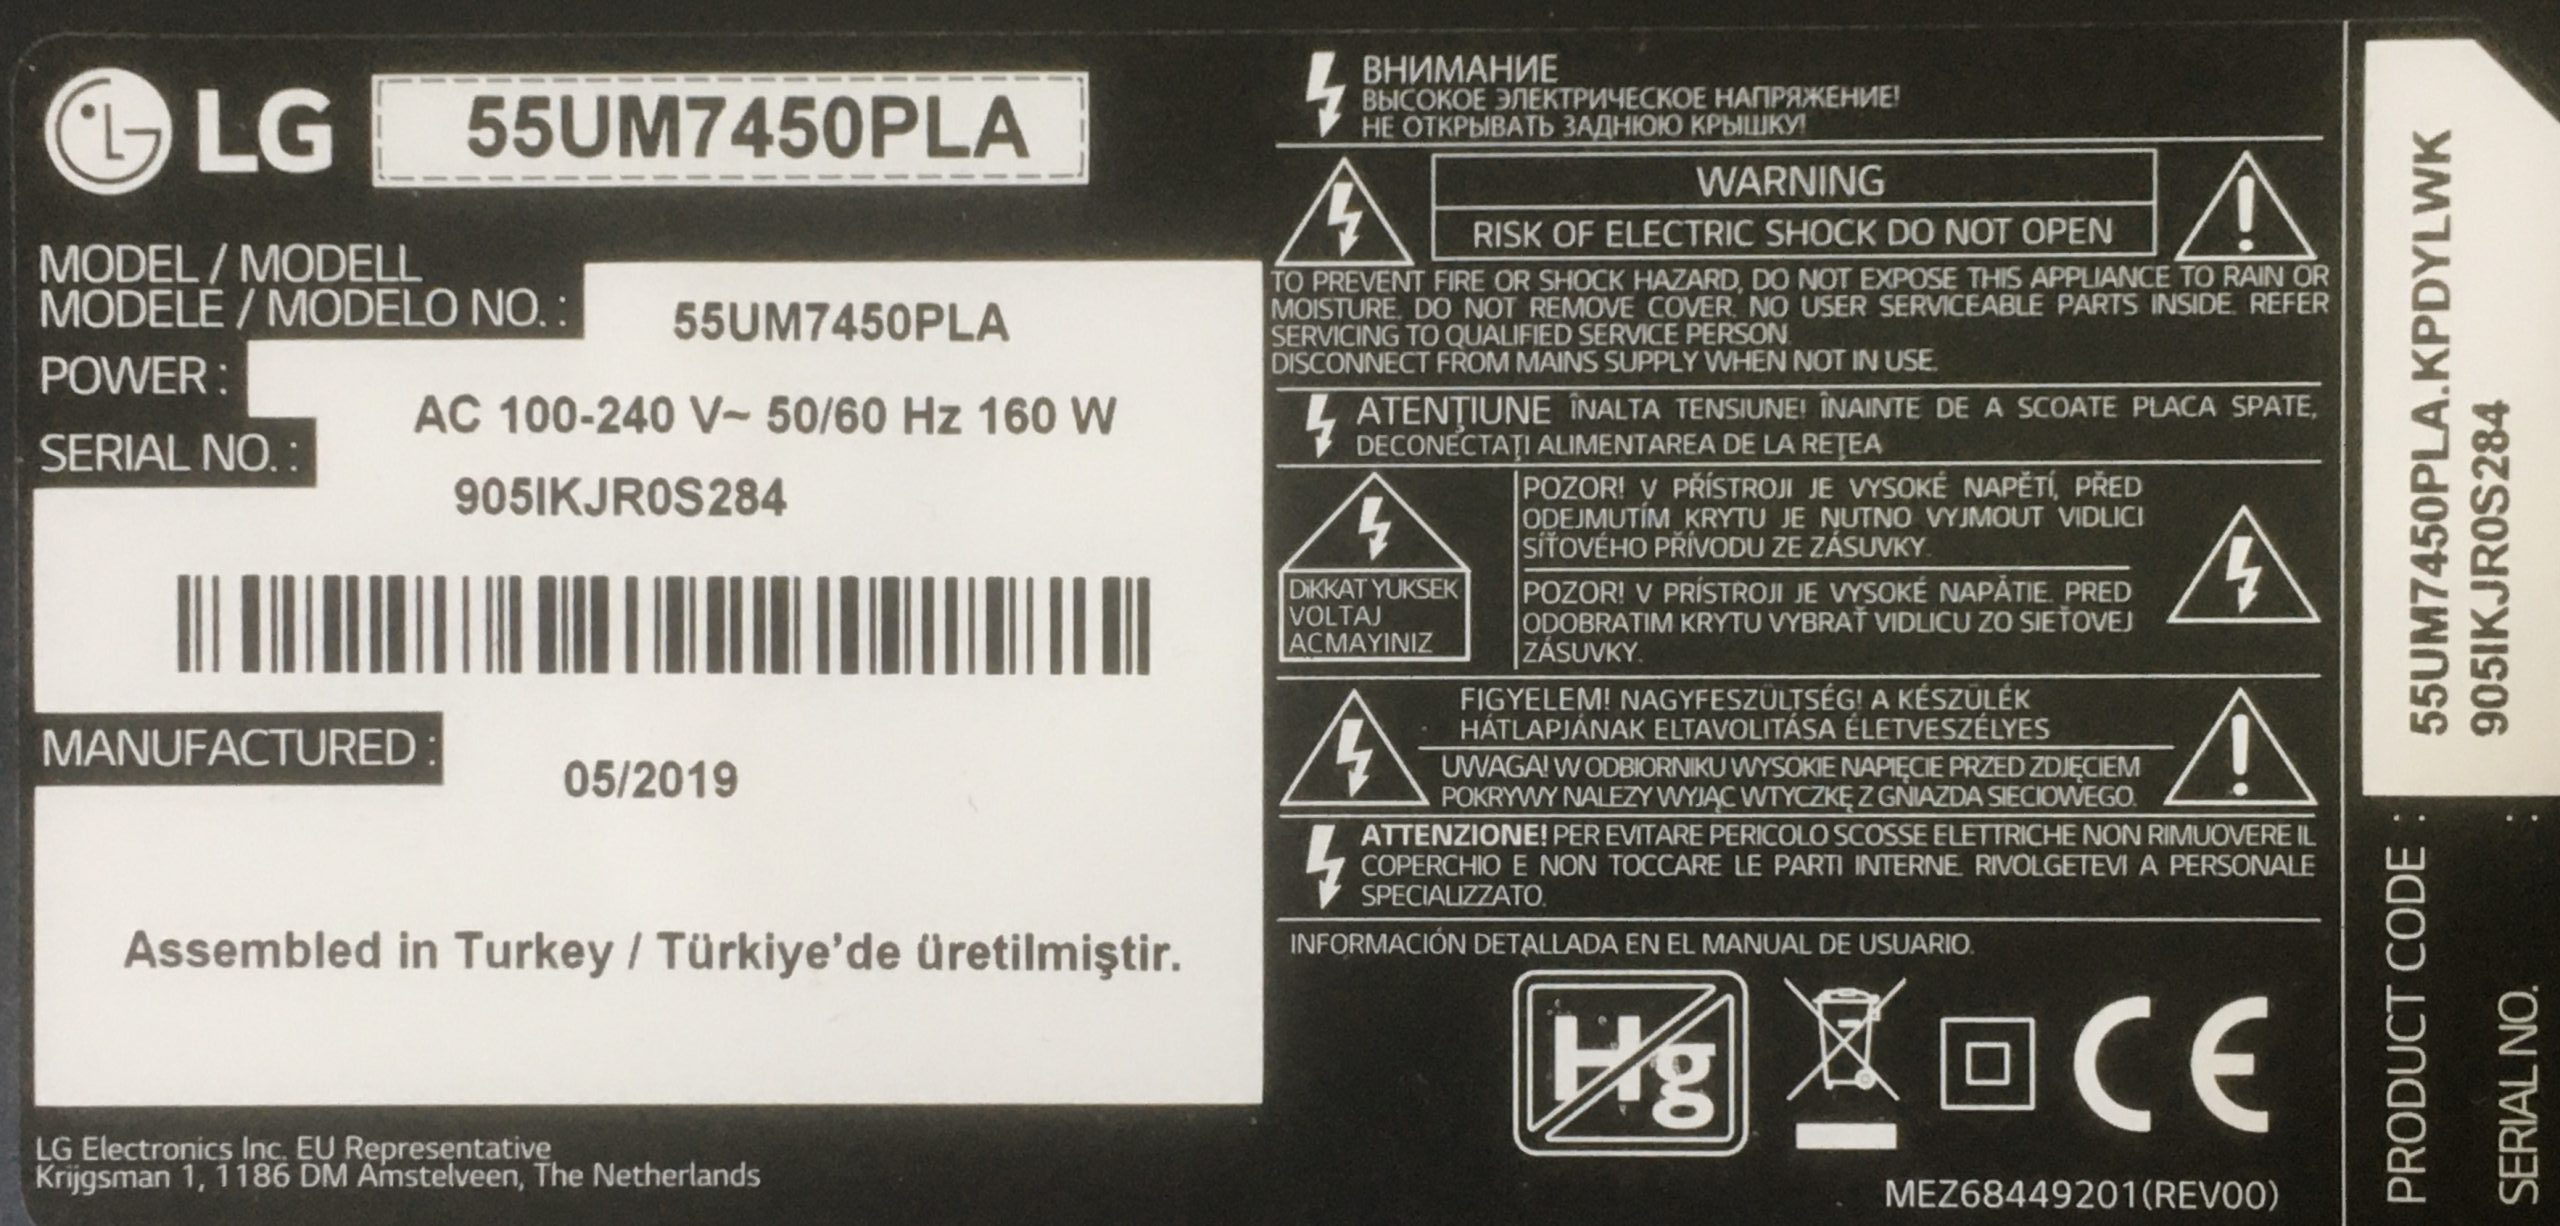 LG 55UM7450PLA
MODEL / MODELL
MODÈLE / MODELO NO. : 55UM7450PLA
POWER : AC 100-240 V~ 50/60 Hz 160 W
SERIAL NO. : 905IKJR0S284
MANUFACTURED : 05/2019
Assembled in Turkey / Türkiye'de üretilmiştir.
LG Electronics Inc. EU Representative
Krijgsman 1, 1186 DM Amstelveen, The Netherlands
ВНИМАНИЕ
ВЫСОКОЕ ЭЛЕКТРИЧЕСКОЕ НАПРЯЖЕНИЕ!
НЕ ОТКРЫВАТЬ ЗАДНЮЮ КРЫШКУ!
WARNING
RISK OF ELECTRIC SHOCK DO NOT OPEN
TO PREVENT FIRE OR SHOCK HAZARD, DO NOT EXPOSE THIS APPLIANCE TO RAIN OR
MOISTURE. DO NOT REMOVE COVER. NO USER SERVICEABLE PARTS INSIDE. REFER
SERVICING TO QUALIFIED SERVICE PERSON.
DISCONNECT FROM MAINS SUPPLY WHEN NOT IN USE.
ATENȚIUNE ÎNALTA TENSIUNE! ÎNAINTE DE A SCOATE PLACA SPATE,
DECONECTAȚI ALIMENTAREA DE LA REȚEA
DiKKAT YÜKSEK
VOLTAJ
ACMAYINIZ
POZOR! V PŘÍSTROJI JE VYSOKÉ NAPĚTÍ, PŘED
ODEJMUTÍM KRYTU JE NUTNO VYJMOUT VIDLICI
SÍŤOVÉHO PŘÍVODU ZE ZÁSUVKY.
POZOR! V PRÍSTROJI JE VYSOKÉ NAPÄTIE. PRED
ODOBRATIM KRYTU VYBRAŤ VIDLICU ZO SIEŤOVEJ
ZÁSUVKY.
FIGYELEM! NAGYFESZÜLTSÉG! A KÉSZÜLÉK
HÁTLAPJÁNAK ELTAVOLITÁSA ÉLETVESZÉLYES
UWAGA! W ODBIORNIKU WYSOKIE NAPIĘCIE PRZED ZDJĘCIEM
POKRYWY NALEZY WYJĄC WTYCZKĘ Z GNIAZDA SIECIOWEGO.
ATTENZIONE! PER EVITARE PERICOLO SCOSSE ELETTRICHE NON RIMUOVERE IL
COPERCHIO E NON TOCCARE LE PARTI INTERNE. RIVOLGETEVI A PERSONALE
SPECIALIZZATO.
INFORMACIÓN DETALLADA EN EL MANUAL DE USUARIO.
Hg
CE
MEZ68449201(REV00)
PRODUCT CODE : 55UM7450PLA.KPDYLWK
SERIAL NO. : 905IKJR0S284